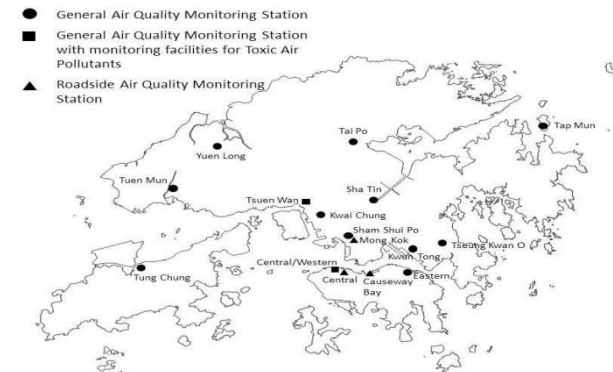 General Air Quality Monitoring Station
General Air Quality Monitoring Station
with monitoring facilities for Toxic Air
Pollutants
Roadside Air Quality Monitoring
Station
Tap Mun
Tai Po
Yuen Long
Tuen Mun
Sha Tin
Tsuen Wan
Kwai Chung
Sham Shui Po
Mong Kok
Tseung Kwan O
Kwun Tong
Central/Western
Tung Chung
Central
Causeway
Bay
Eastern